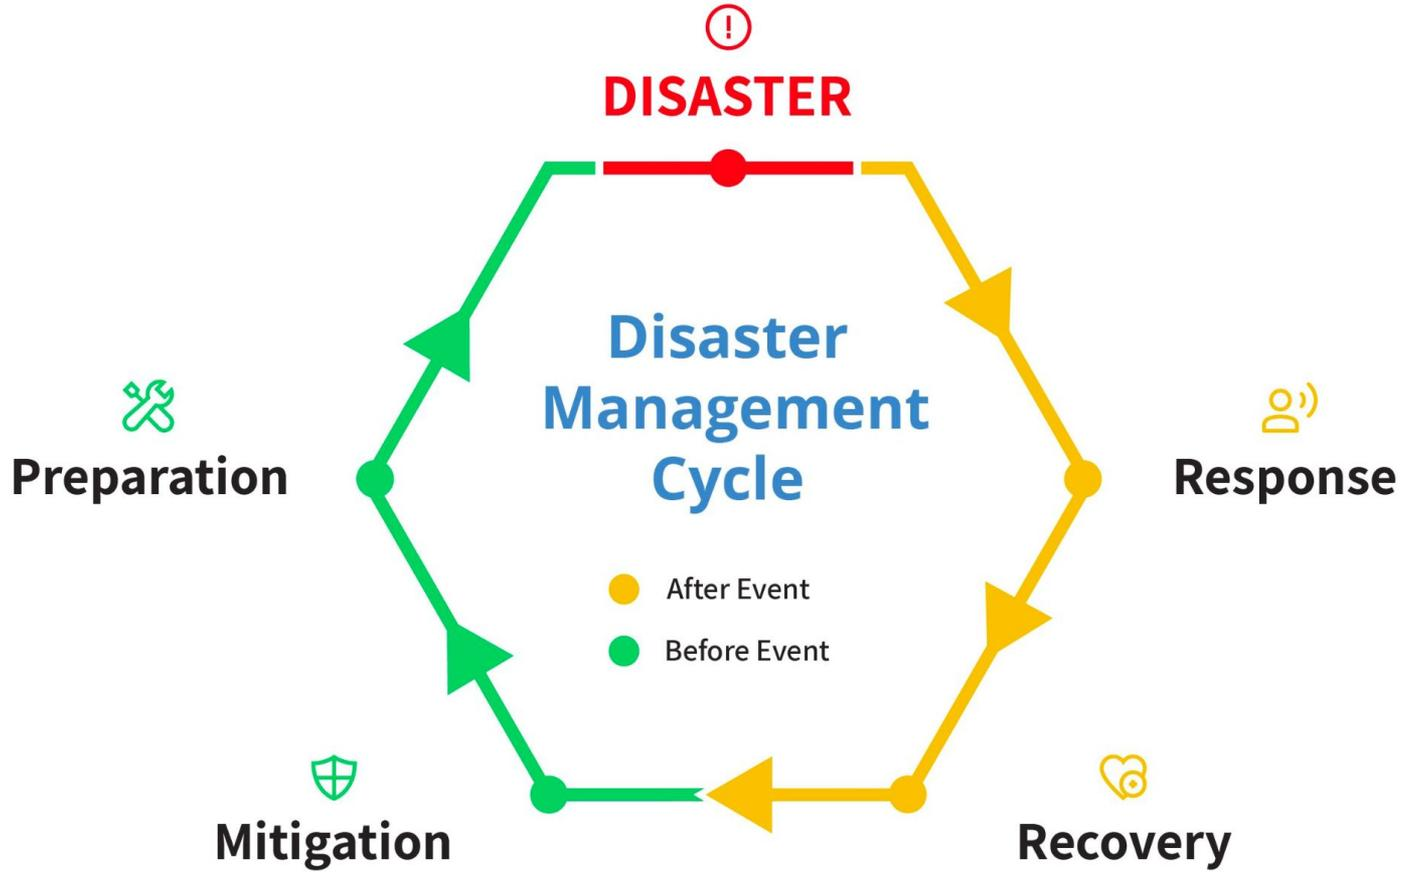 DISASTER
Disaster
Management
Cycle
Preparation
Response
After Event
Before Event
Mitigation
Recovery